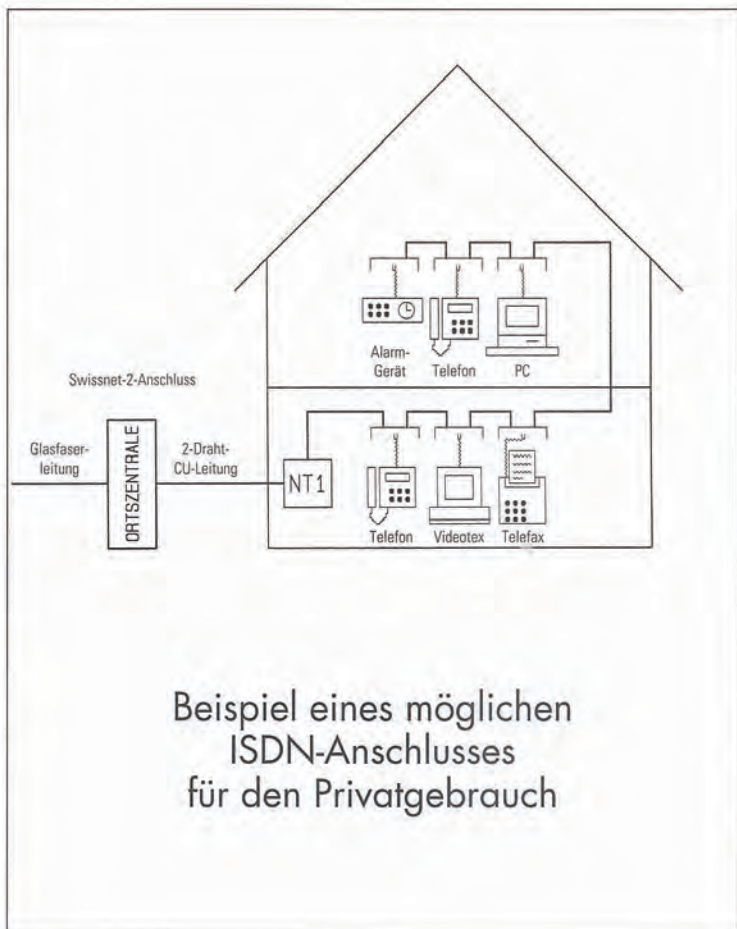 Alarm-
Gerät
Telefon
PC
Swissnet-2-Anschluss
Glasfaser-
leitung
ORTSZENTRALE
2-Draht-
CU-Leitung
NT1
Telefon
Videotex
Telefax
Beispiel eines möglichen
ISDN-Anschlusses
für den Privatgebrauch